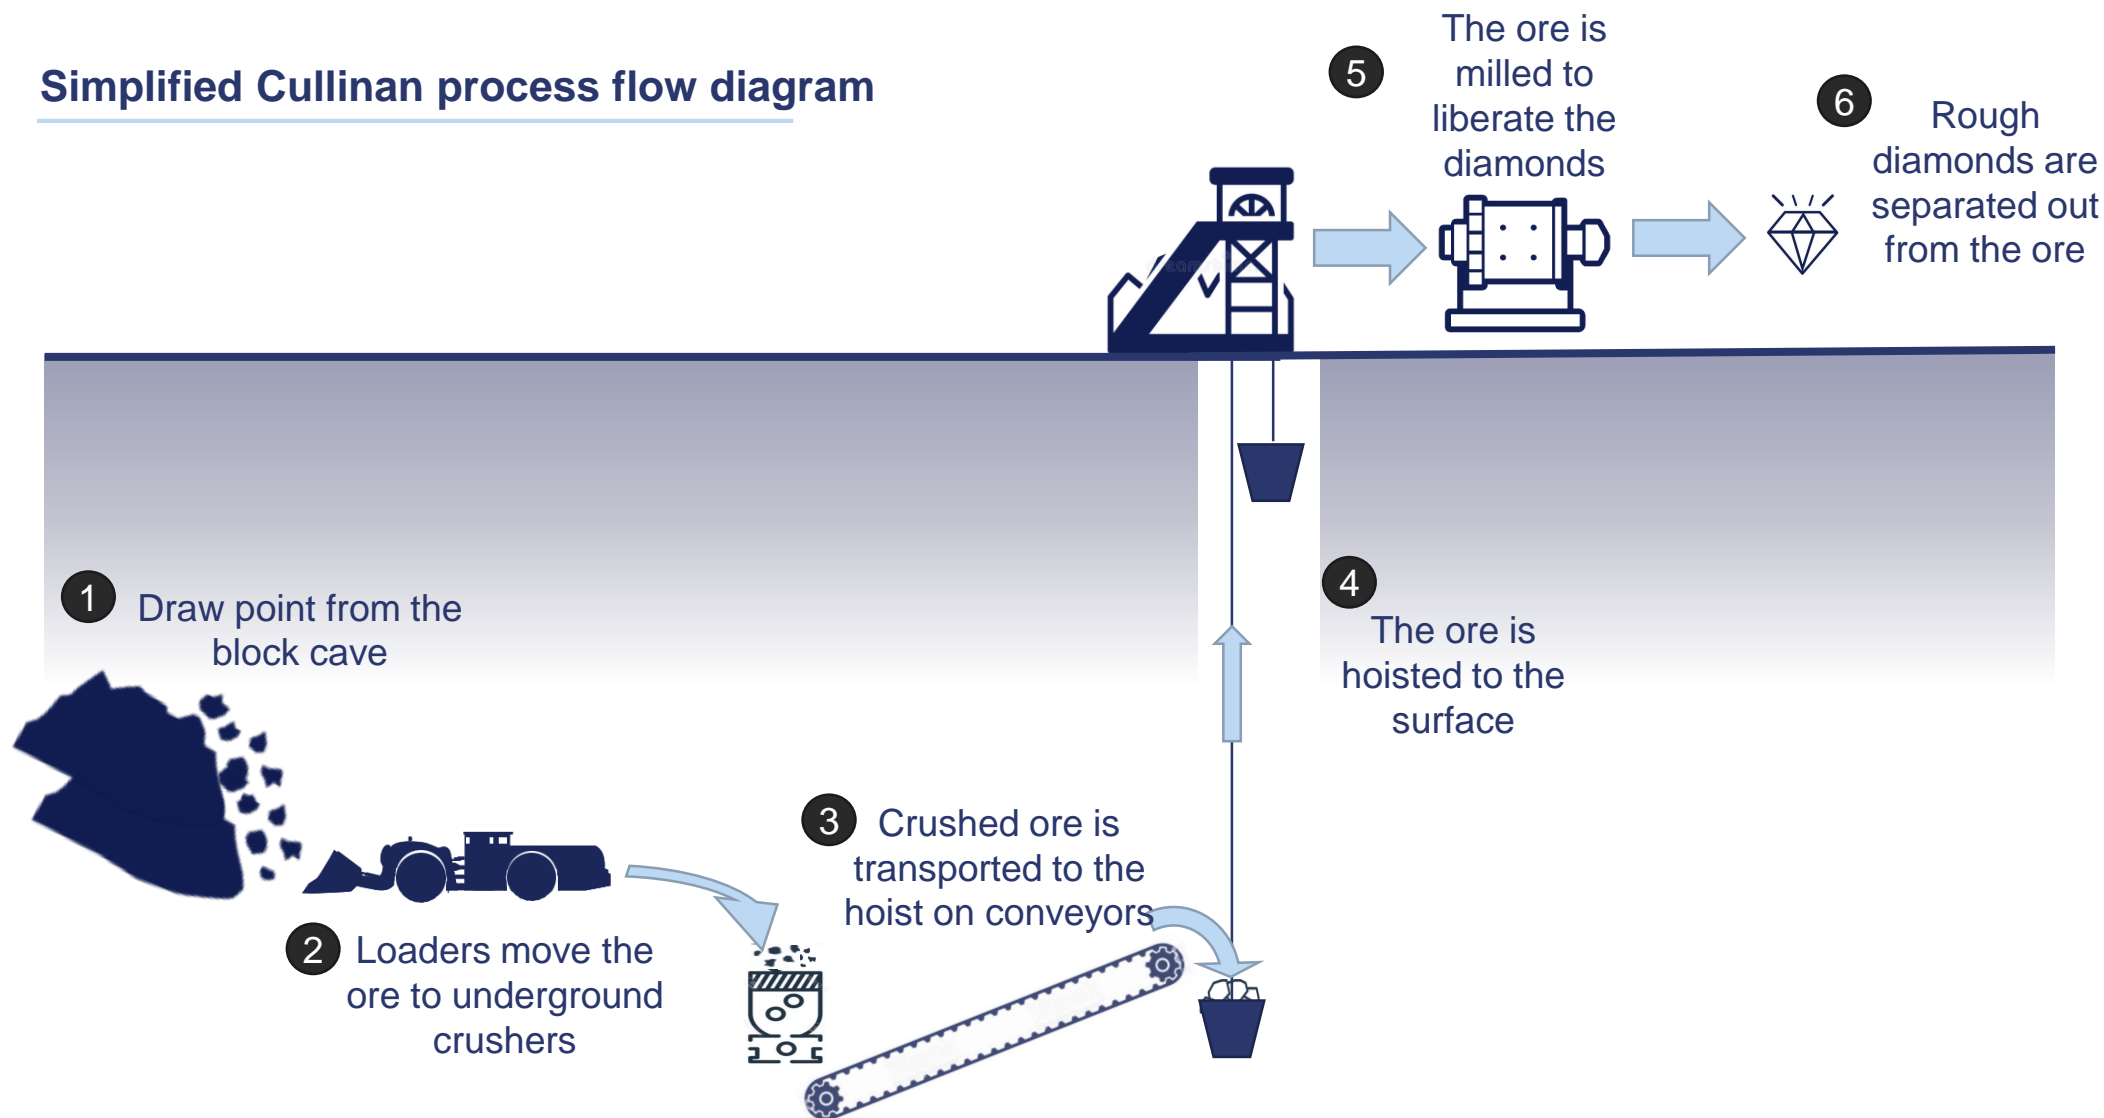 Simplified Cullinan process flow diagram
1
Draw point from the
block cave
2
Loaders move the
ore to underground
crushers
3
Crushed ore is
transported to the
hoist on conveyors
4
The ore is
hoisted to the
surface
5
The ore is
milled to
liberate the
diamonds
6
Rough
diamonds are
separated out
from the ore